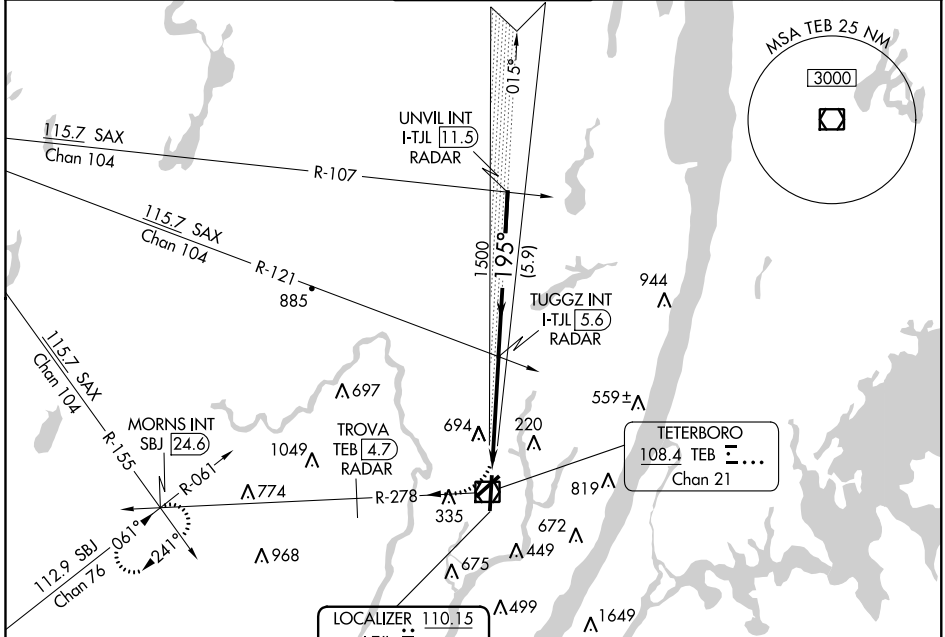 MSA TEB 25 NM
3000
015°
UNVIL INT
I-TJL 11.5
RADAR
115.7 SAX
Chan 104
R-107
115.7 SAX
Chan 104
R-121
1500
195°
(5.9)
885
944
TUGGZ INT
I-TJL 5.6
RADAR
115.7 SAX
Chan 104
R-155
697
559±
MORNS INT
SBJ 24.6
R-061
1049
TROVA
TEB 4.7
RADAR
694
220
TETERBORO
108.4 TEB
Chan 21
774
R-278
335
819
061°
241°
112.9 SBJ
Chan 76
968
672
449
675
499
1649
LOCALIZER 110.15